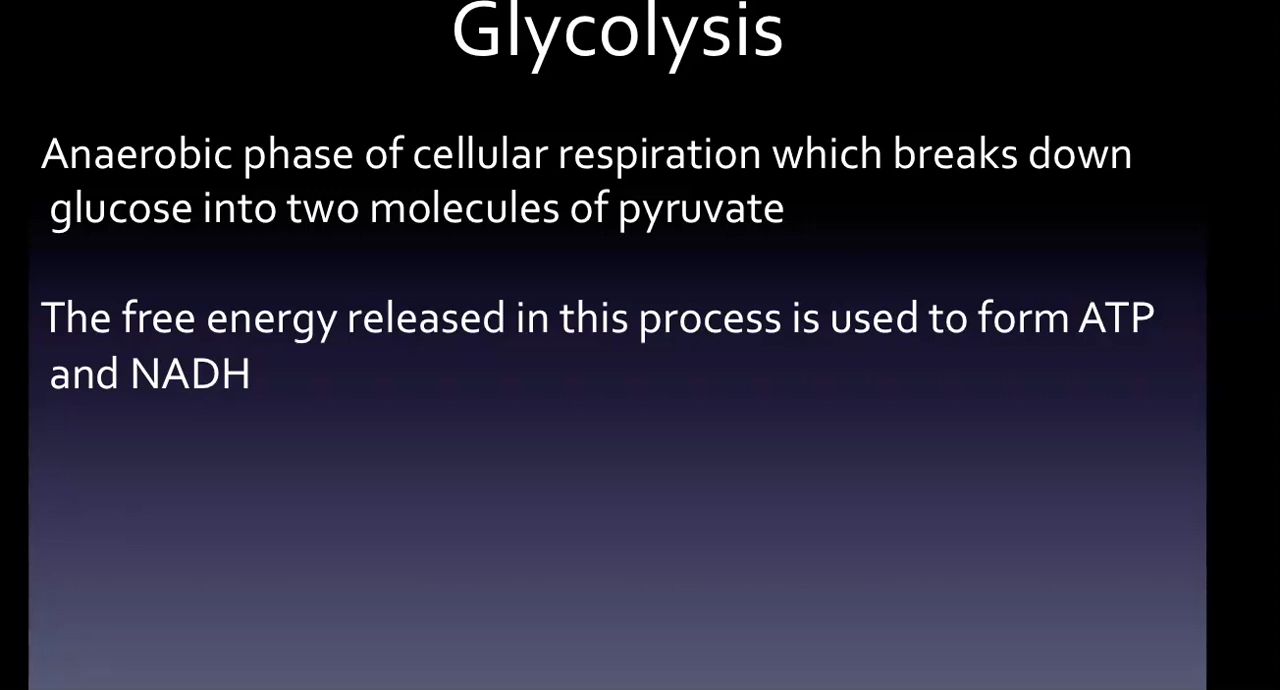 Glycolysis
Anaerobic phase of cellular respiration which breaks down
glucose into two molecules of pyruvate
The free energy released in this process is used to form ATP
and NADH